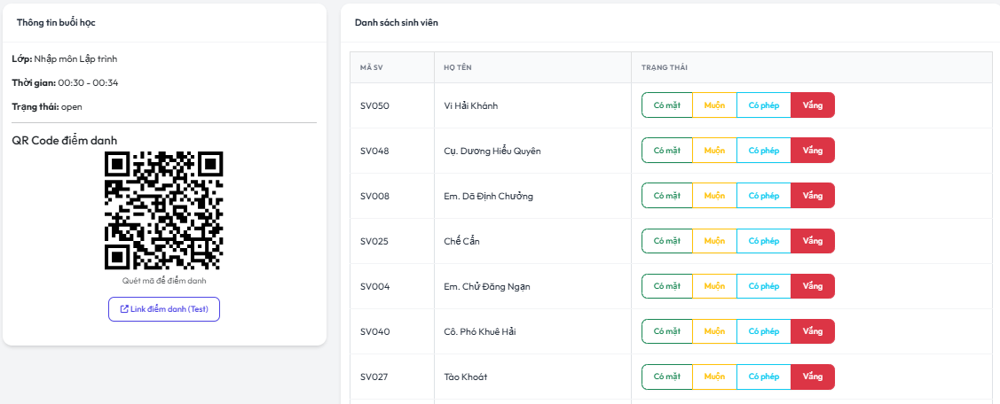 Thông tin buổi học
Lớp: Nhập môn Lập trình
Thời gian: 00:30 - 00:34
Trạng thái: open
QR Code điểm danh
Quét mã để điểm danh
Link điểm danh (Test)
Danh sách sinh viên
MÃ SV HỌ TÊN TRẠNG THÁI
SV050 Vi Hải Khánh Có mặt Muộn Có phép Vắng
SV048 Cụ. Dương Hiểu Quyên Có mặt Muộn Có phép Vắng
SV008 Em. Dã Định Chưởng Có mặt Muộn Có phép Vắng
SV025 Chế Cẩn Có mặt Muộn Có phép Vắng
SV004 Em. Chử Đăng Ngạn Có mặt Muộn Có phép Vắng
SV040 Cô. Phó Khuê Hải Có mặt Muộn Có phép Vắng
SV027 Tào Khoát Có mặt Muộn Có phép Vắng